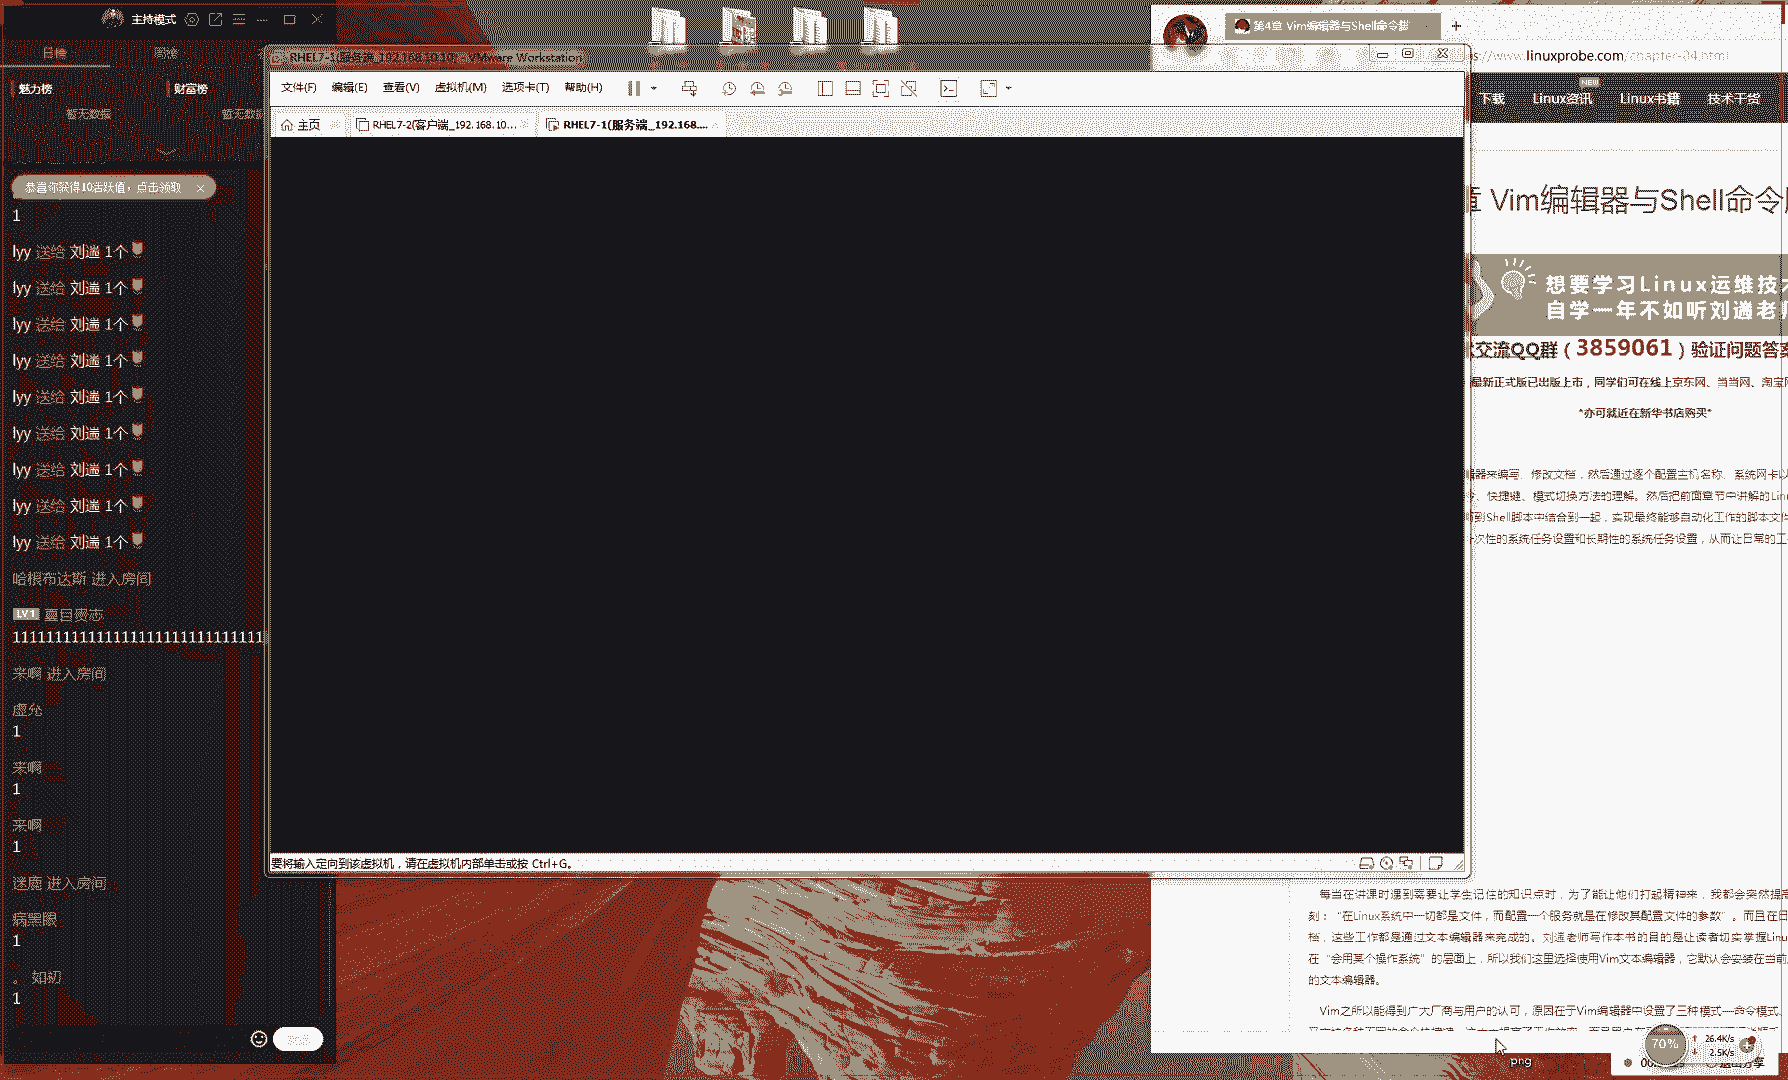 主持模式
日榜
周榜
魅力榜
财富榜
暂无数据
暂无数据
恭喜你获得10活跃值，点击领取
1
lyy 送给 刘遄 1个
lyy 送给 刘遄 1个
lyy 送给 刘遄 1个
lyy 送给 刘遄 1个
lyy 送给 刘遄 1个
lyy 送给 刘遄 1个
lyy 送给 刘遄 1个
lyy 送给 刘遄 1个
lyy 送给 刘遄 1个
哈根布达斯 进入房间
LV1 夏目贵志
11111111111111111111111111111
来啊 进入房间
虚允
1
来啊
1
来啊
1
迷鹿 进入房间
病黑眼
1
。 如初
1
RHEL7-1(服务端_192.168.10.10) - VMware Workstation
文件(F) 编辑(E) 查看(V) 虚拟机(M) 选项卡(T) 帮助(H)
主页
RHEL7-2(客户端_192.168.10...
RHEL7-1(服务端_192.168....
要将输入定向到该虚拟机，请在虚拟机内部单击或按 Ctrl+G。
第4章 Vim编辑器与Shell命令脚
www.linuxprobe.com/chapter-04.html
下载 Linux资讯 NEW Linux书籍 技术干货
章 Vim编辑器与Shell命令
想要学习Linux运维技
自学一年不如听刘遄老师
交流QQ群（3859061）验证问题答案
最新正式版已出版上市，同学们可在线上京东网、当当网、淘宝
*亦可就近在新华书店购买*
辑器来编写、修改文档，然后通过逐个配置主机名称、系统网卡以
令、快捷键、模式切换方法的理解。然后把前面章节中讲解的Lin
到Shell脚本中结合到一起，实现最终能够自动化工作的脚本文件
一次性的系统任务设置和长期性的系统任务设置，从而让日常的工
每当在讲课时遇到需要让学生记住的知识点时，为了能让他们打起精神来，我都会突然提高
刻：“在Linux系统中一切都是文件，而配置一个服务就是在修改其配置文件的参数”。而且在日
档，这些工作都是通过文本编辑器来完成的。刘遄老师写作本书的目的是让读者切实掌握Linu
在“会用某个操作系统”的层面上，所以我们这里选择使用Vim文本编辑器，它默认会安装在当前
的文本编辑器。
Vim之所以能得到广大厂商与用户的认可，原因在于Vim编辑器中设置了三种模式—命令模式、
70%
26.4K/s
2.5K/s
png
退出分享